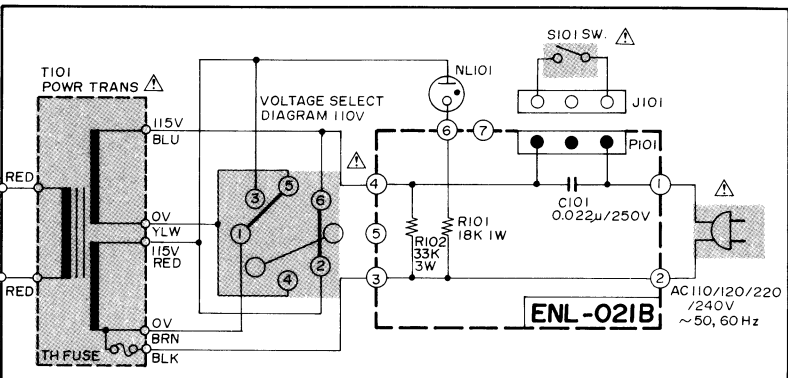 S101 SW.
T101
POWR TRANS
NL101
J101
VOLTAGE SELECT
DIAGRAM 110V
115V
BLU
6
7
P101
RED
3
5
6
4
1
C101
0.022μ/250V
0V
YLW
115V
RED
1
2
4
R102
33K
3W
R101
18K 1W
5
3
2
RED
0V
BRN
BLK
TH FUSE
ENL-021B
AC 110/120/220
/240V
~50, 60 Hz